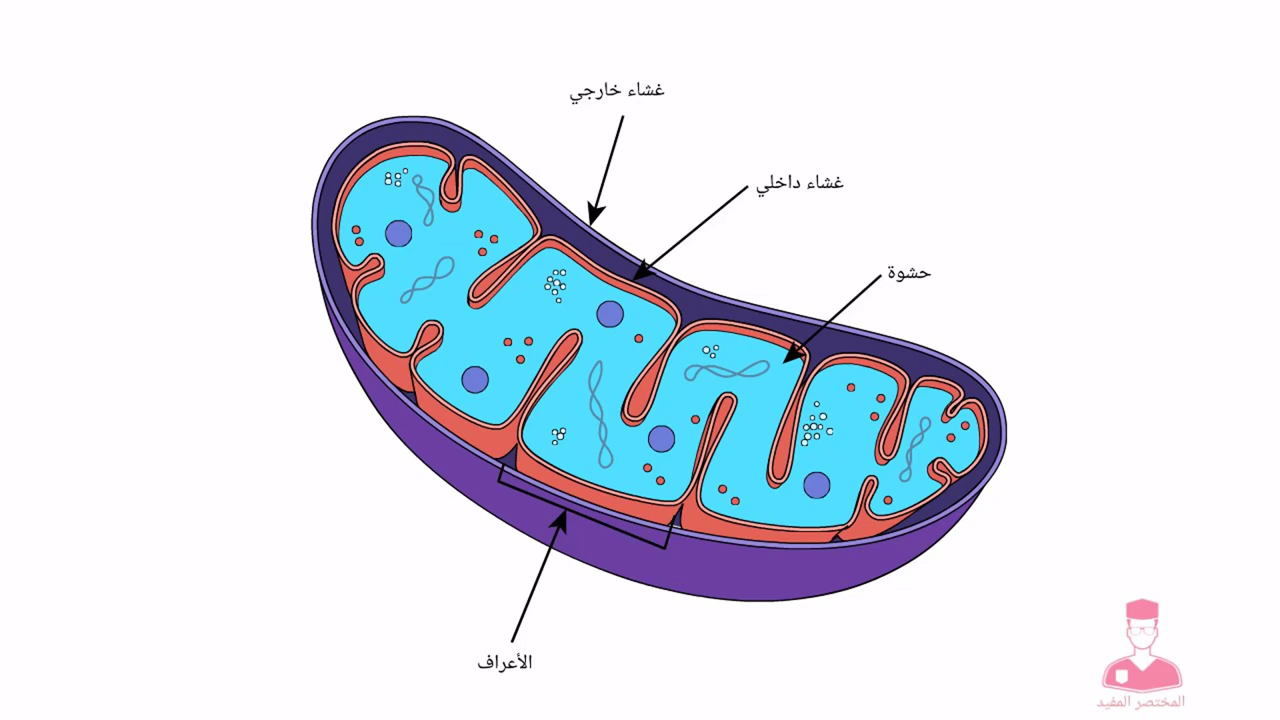 غشاء خارجي
غشاء داخلي
حشوة
الأعراف
المختصر المفيد